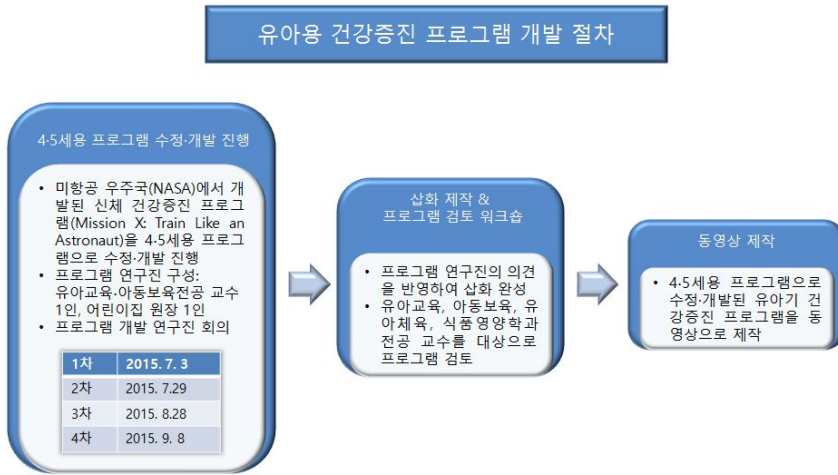 유아용 건강증진 프로그램 개발 절차
4·5세용 프로그램 수정·개발 진행
• 미항공 우주국(NASA)에서 개
발된 신체 건강증진 프로그
램(Mission X: Train Like an
Astronaut)을 4·5세용 프로그
램으로 수정·개발 진행
• 프로그램 연구진 구성:
유아교육·아동보육전공 교수
1인, 어린이집 원장 1인
• 프로그램 개발 연구진 회의
1차 2015. 7. 3
2차 2015. 7.29
3차 2015. 8.28
4차 2015. 9. 8
삽화 제작 &
프로그램 검토 워크숍
• 프로그램 연구진의 의견
을 반영하여 삽화 완성
• 유아교육, 아동보육, 유
아체육, 식품영양학과
전공 교수를 대상으로
프로그램 검토
동영상 제작
• 4·5세용 프로그램으로
수정·개발된 유아기 건
강증진 프로그램을 동
영상으로 제작